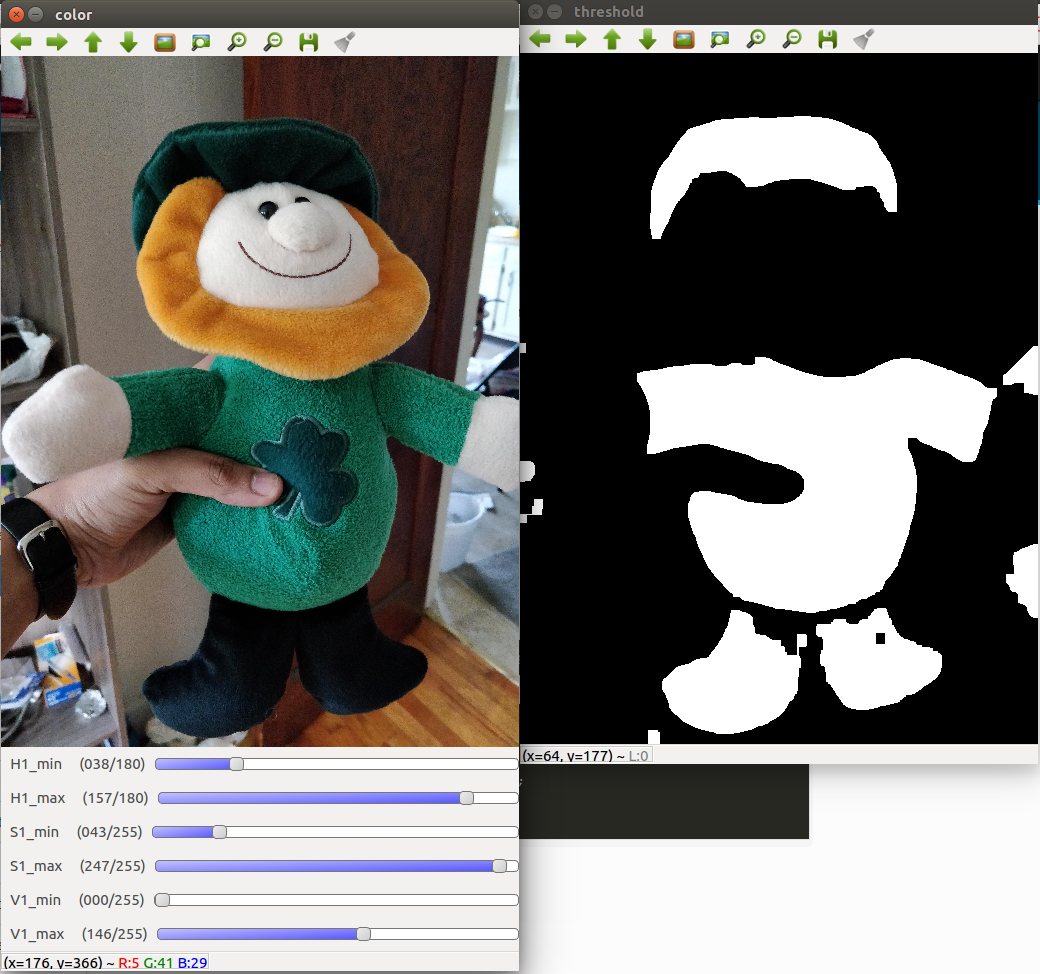 color
threshold
(x=64, y=177) ~ L:0
H1_min (038/180)
H1_max (157/180)
S1_min (043/255)
S1_max (247/255)
V1_min (000/255)
V1_max (146/255)
(x=176, y=366) ~ R:5 G:41 B:29